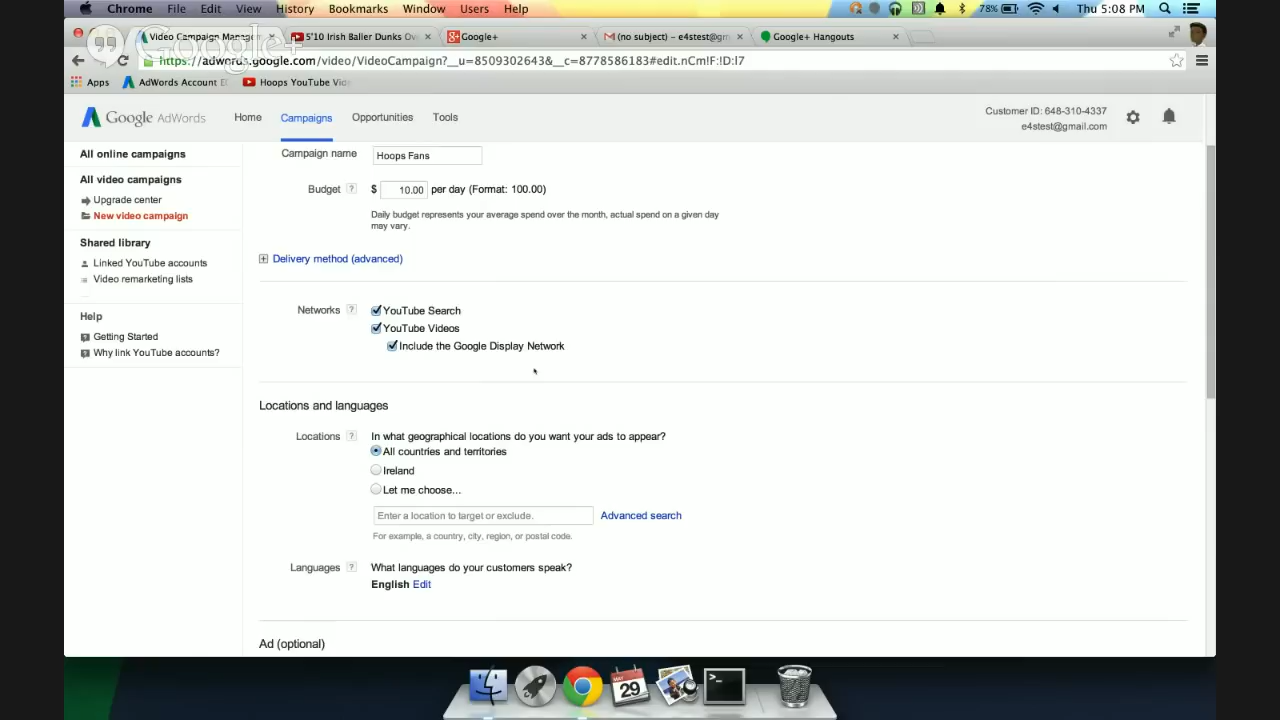 Chrome File Edit View History Bookmarks Window Users Help 78% Thu 5:08 PM
Video Campaign Manage 5'10 Irish Baller Dunks Ov Google+ (no subject) – e4stest@gm Google+ Hangouts
Google+
https://adwords.google.com/video/VideoCampaign?__u=8509302643&__c=8778586183#edit.nCmlF:!D:l7
Apps AdWords Account E Hoops YouTube Vid
Google AdWords Home Campaigns Opportunities Tools
Customer ID: 648-310-4337
e4stest@gmail.com
All online campaigns
All video campaigns
Upgrade center
New video campaign
Shared library
Linked YouTube accounts
Video remarketing lists
Help
Getting Started
Why link YouTube accounts?
Campaign name Hoops Fans
Budget ? $ 10.00 per day (Format: 100.00)
Daily budget represents your average spend over the month, actual spend on a given day
may vary.
Delivery method (advanced)
Networks ? YouTube Search
YouTube Videos
Include the Google Display Network
Locations and languages
Locations ? In what geographical locations do you want your ads to appear?
All countries and territories
Ireland
Let me choose...
Enter a location to target or exclude. Advanced search
For example, a country, city, region, or postal code.
Languages ? What languages do your customers speak?
English Edit
Ad (optional)
MAY
29